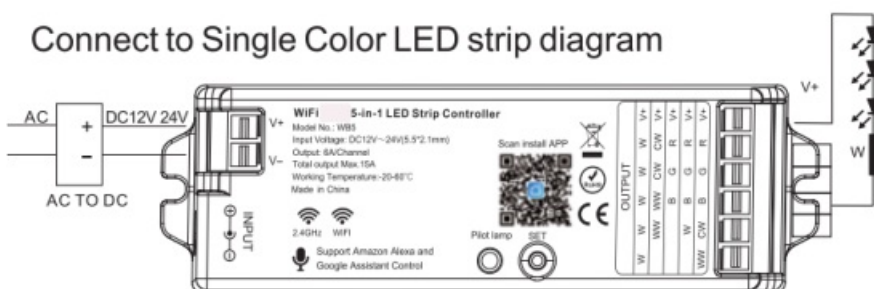 Connect to Single Color LED strip diagram
AC
DC12V 24V
+
−
AC TO DC
V+
V−
INPUT
WiFi 5-in-1 LED Strip Controller
Model No.: WB5
Input Voltage: DC12V～24V(5.5*2.1mm)
Output: 6A/Channel
Total output Max.15A
Working Temperature:-20-60°C
Made in China
2.4GHz WIFI
Support Amazon Alexa and
Google Assistant Control
Scan install APP
Pilot lamp SET
RoHS
CE
OUTPUT
W W W W W V+
WW WW CW CW V+
B G R V+
W B G R V+
WW CW B G R V+
V+
W